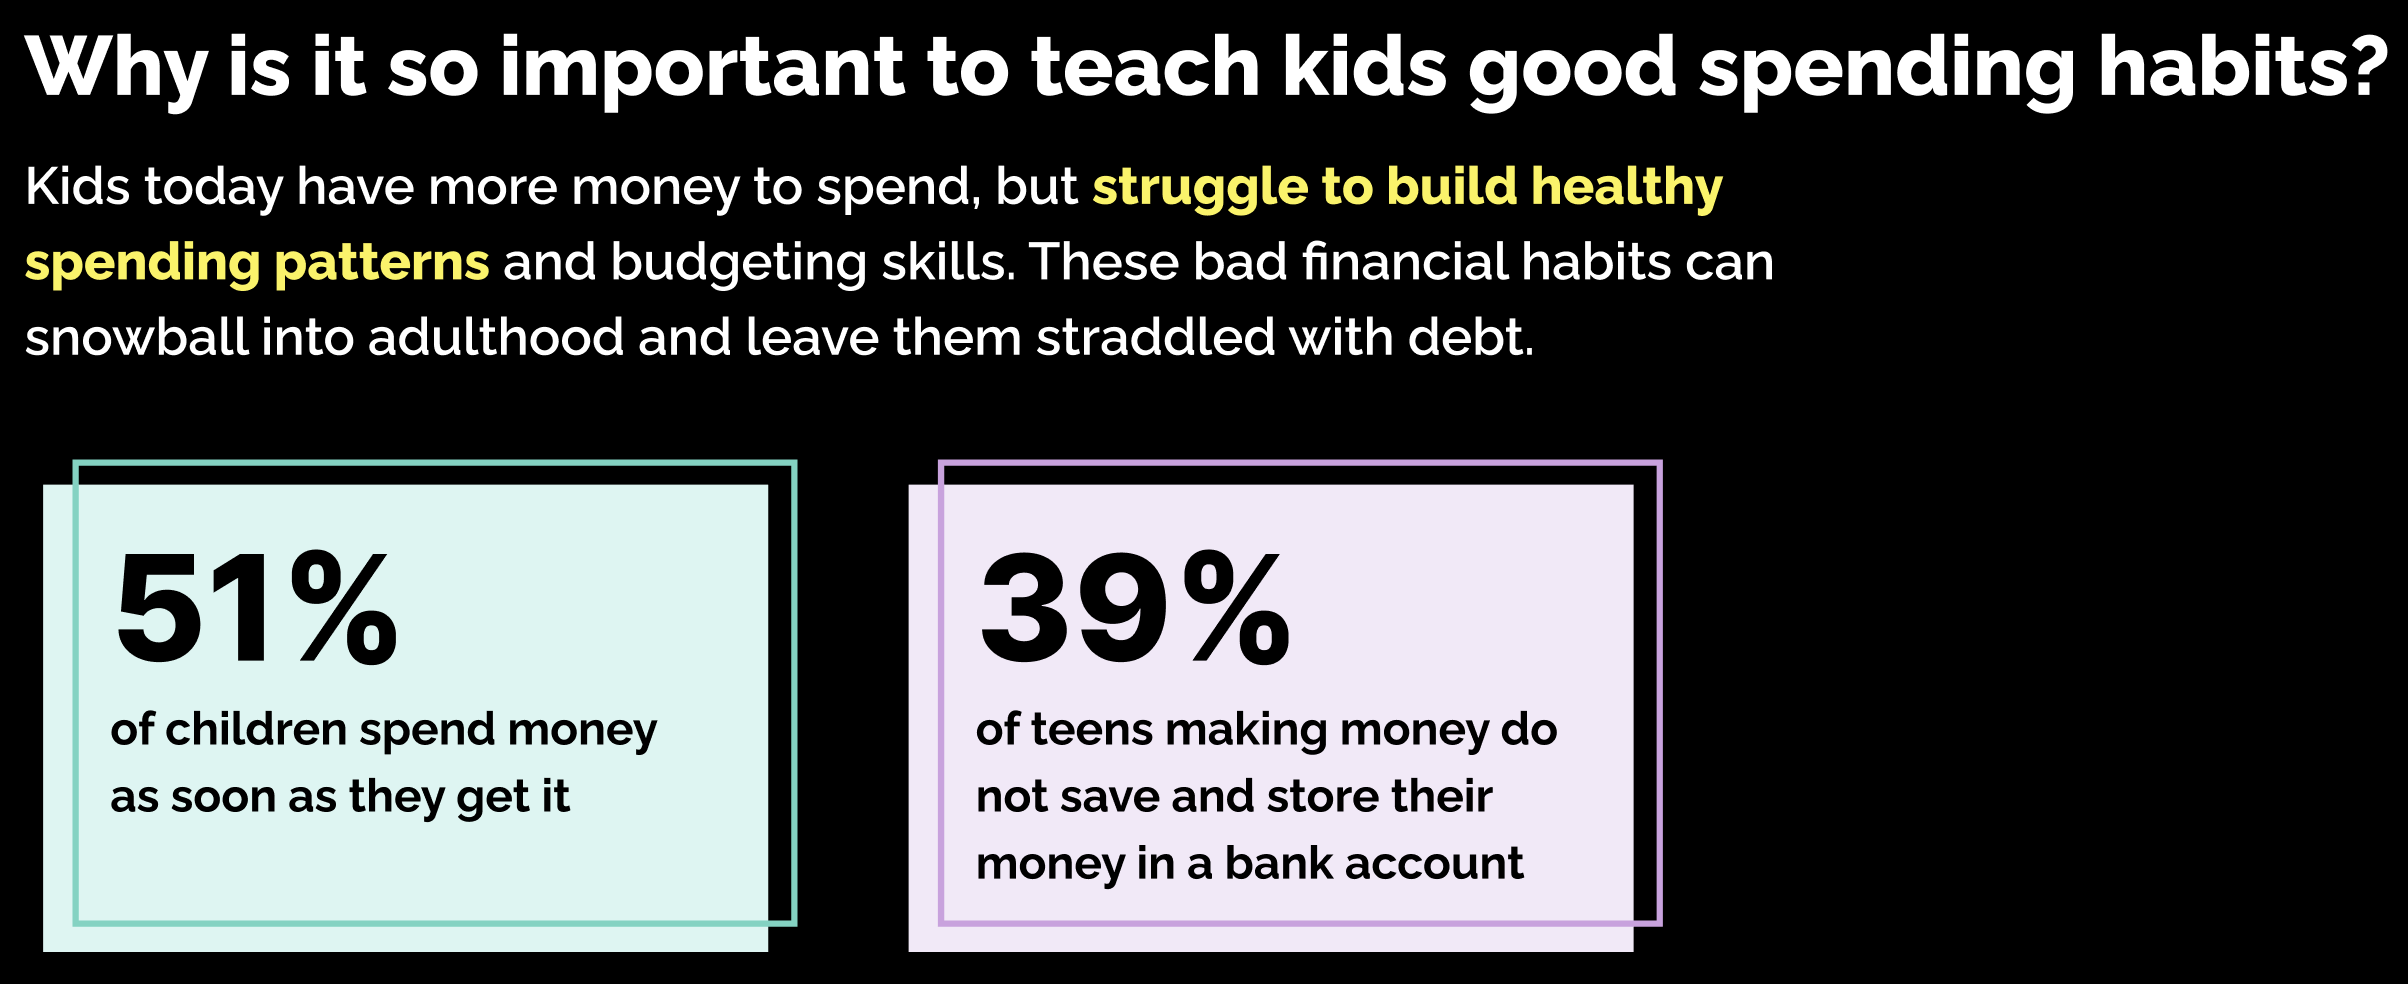 Why is it so important to teach kids good spending habits?
Kids today have more money to spend, but struggle to build healthy
spending patterns and budgeting skills. These bad financial habits can
snowball into adulthood and leave them straddled with debt.
51%
of children spend money
as soon as they get it
39%
of teens making money do
not save and store their
money in a bank account